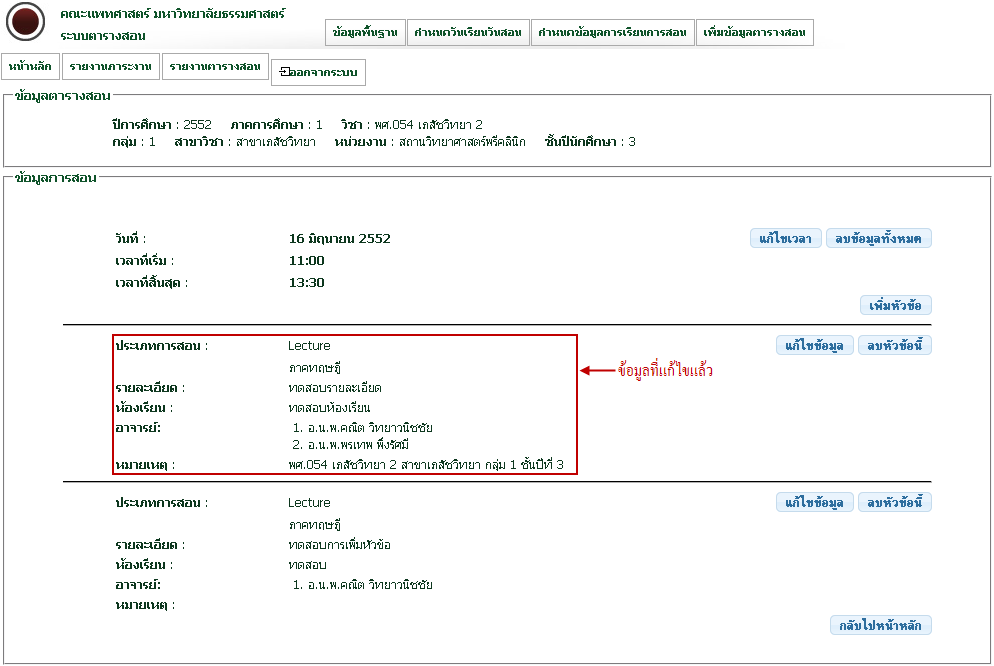 คณะแพทศาสตร์ มหาวิทยาลัยธรรมศาสตร์
ระบบตารางสอน
ข้อมูลพื้นฐาน กำหนดวันเรียนวันสอน กำหนดข้อมูลการเรียนการสอน เพิ่มข้อมูลตารางสอน
หน้าหลัก รายงานภาระงาน รายงานตารางสอน ออกจากระบบ
ข้อมูลตารางสอน
ปีการศึกษา : 2552 ภาคการศึกษา : 1 วิชา : พศ.054 เภสัชวิทยา 2
กลุ่ม : 1 สาขาวิชา : สาขาเภสัชวิทยา หน่วยงาน : สถานวิทยาศาสตร์พรีคลินิก ชั้นปีนักศึกษา : 3
ข้อมูลการสอน
วันที่ : 16 มิถุนายน 2552 แก้ไขเวลา ลบข้อมูลทั้งหมด
เวลาที่เริ่ม : 11:00
เวลาที่สิ้นสุด : 13:30
เพิ่มหัวข้อ
ประเภทการสอน : Lecture แก้ไขข้อมูล ลบหัวข้อนี้
ภาคทฤษฎี ข้อมูลที่แก้ไขแล้ว
รายละเอียด : ทดสอบรายละเอียด
ห้องเรียน : ทดสอบห้องเรียน
อาจารย์: 1. อ.น.พ.คณิต วิทยาวนิชชัย
2. อ.น.พ.พรเทพ พึ่งรัศมี
หมายเหตุ : พศ.054 เภสัชวิทยา 2 สาขาเภสัชวิทยา กลุ่ม 1 ชั้นปีที่ 3
ประเภทการสอน : Lecture แก้ไขข้อมูล ลบหัวข้อนี้
ภาคทฤษฎี
รายละเอียด : ทดสอบการเพิ่มหัวข้อ
ห้องเรียน : ทดสอบ
อาจารย์: 1. อ.น.พ.คณิต วิทยาวนิชชัย
หมายเหตุ :
กลับไปหน้าหลัก